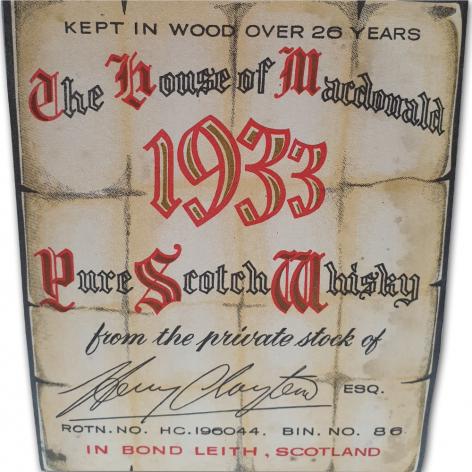 KEPT IN WOOD OVER 26 YEARS
The House of Macdonald
1933
Pure Scotch Whisky
from the private stock of
Henry Clayton ESQ.
ROTN. NO. HC.196044. BIN. NO. 86
IN BOND LEITH, SCOTLAND